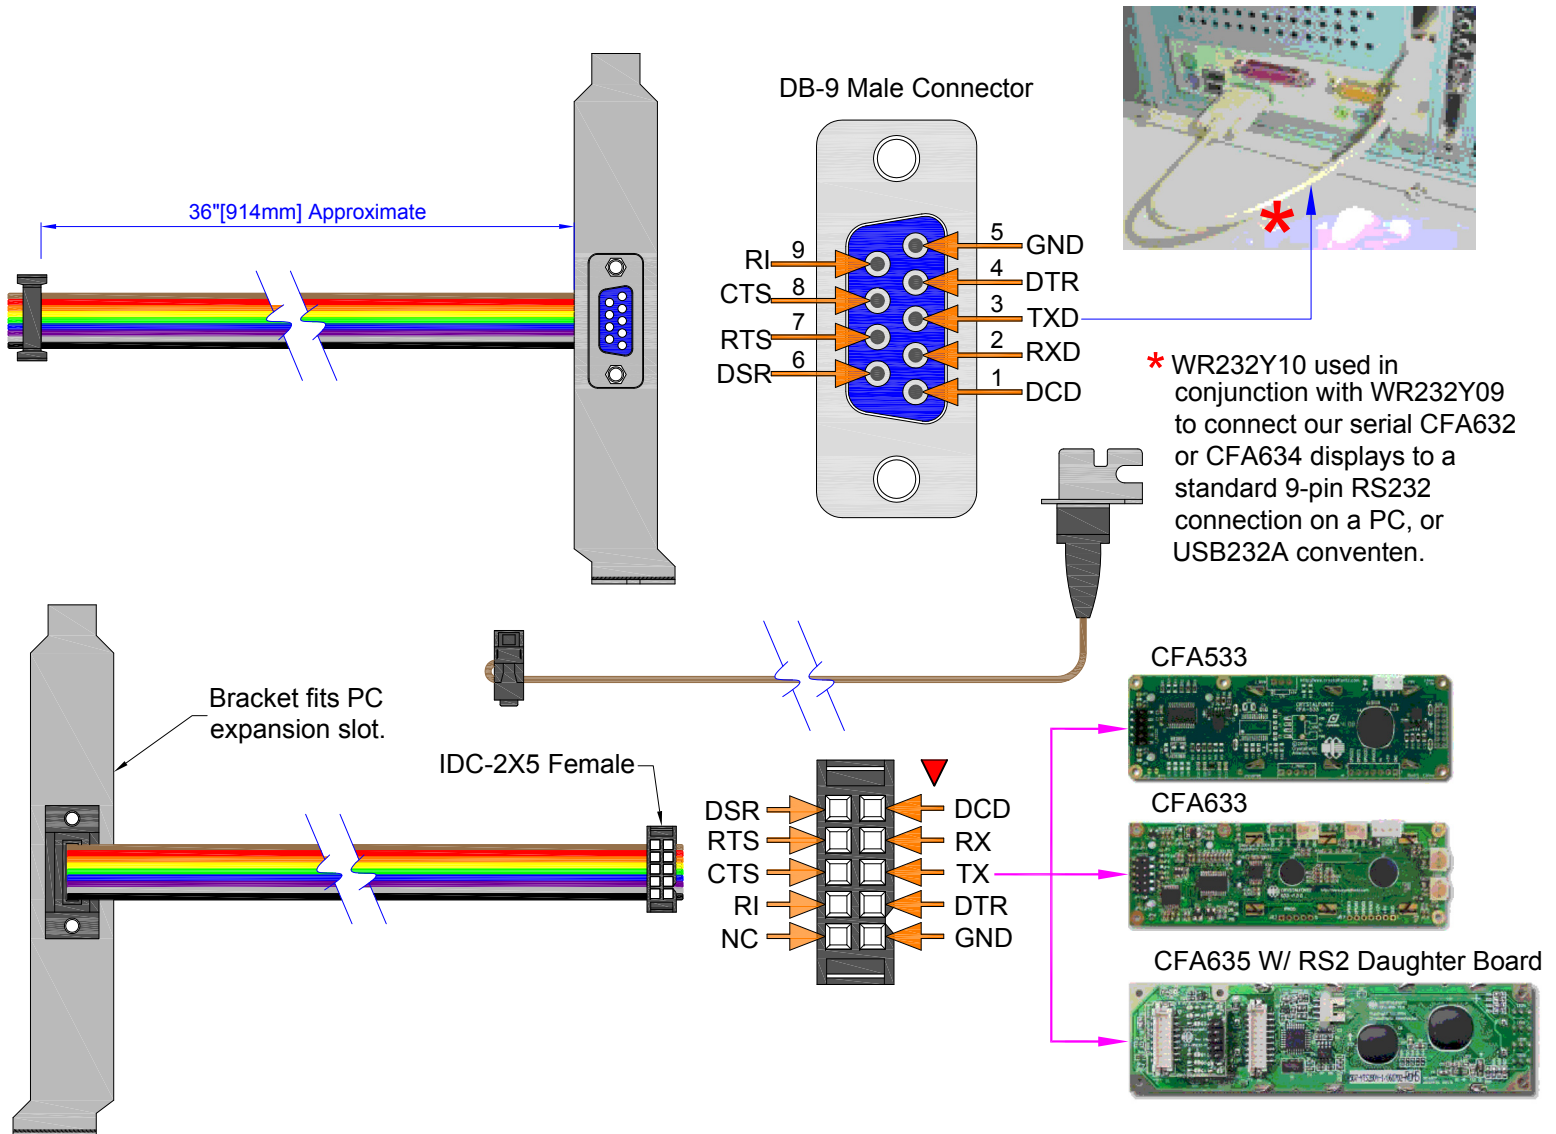 DB-9 Male Connector
36"[914mm] Approximate
RI 9
CTS 8
RTS 7
DSR 6
5 GND
4 DTR
3 TXD
2 RXD
1 DCD
*
* WR232Y10 used in
conjunction with WR232Y09
to connect our serial CFA632
or CFA634 displays to a
standard 9-pin RS232
connection on a PC, or
USB232A conventen.
Bracket fits PC
expansion slot.
IDC-2X5 Female
DSR
RTS
CTS
RI
NC
DCD
RX
TX
DTR
GND
CFA533
CFA633
CFA635 W/ RS2 Daughter Board